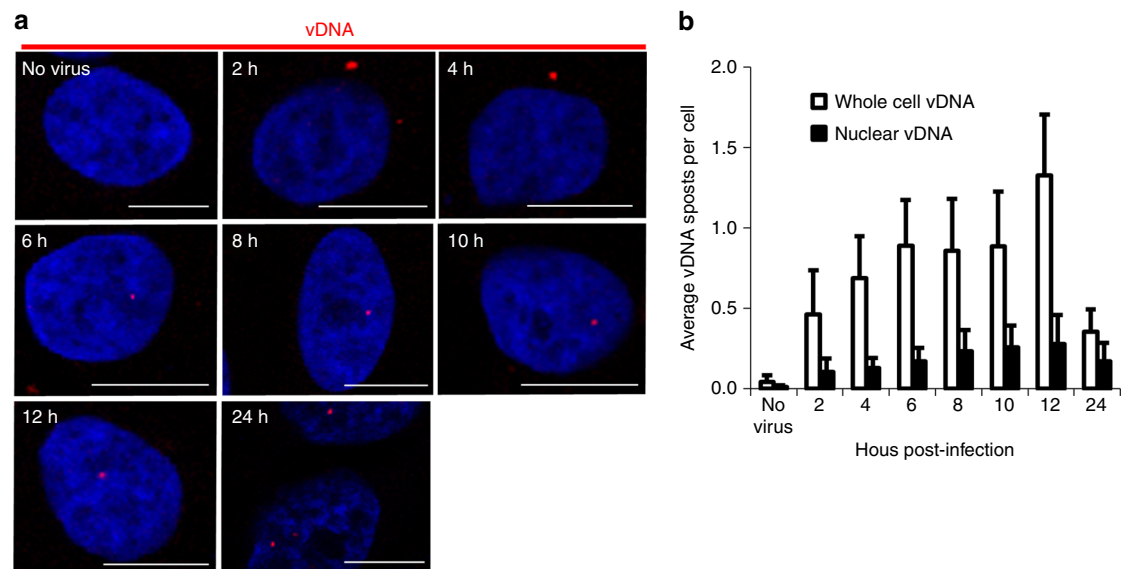 a
vDNA
No virus
2 h
4 h
6 h
8 h
10 h
12 h
24 h
b
2.0
1.5
1.0
0.5
0.0
Average vDNA sposts per cell
Whole cell vDNA
Nuclear vDNA
No virus 2 4 6 8 10 12 24
Hous post-infection